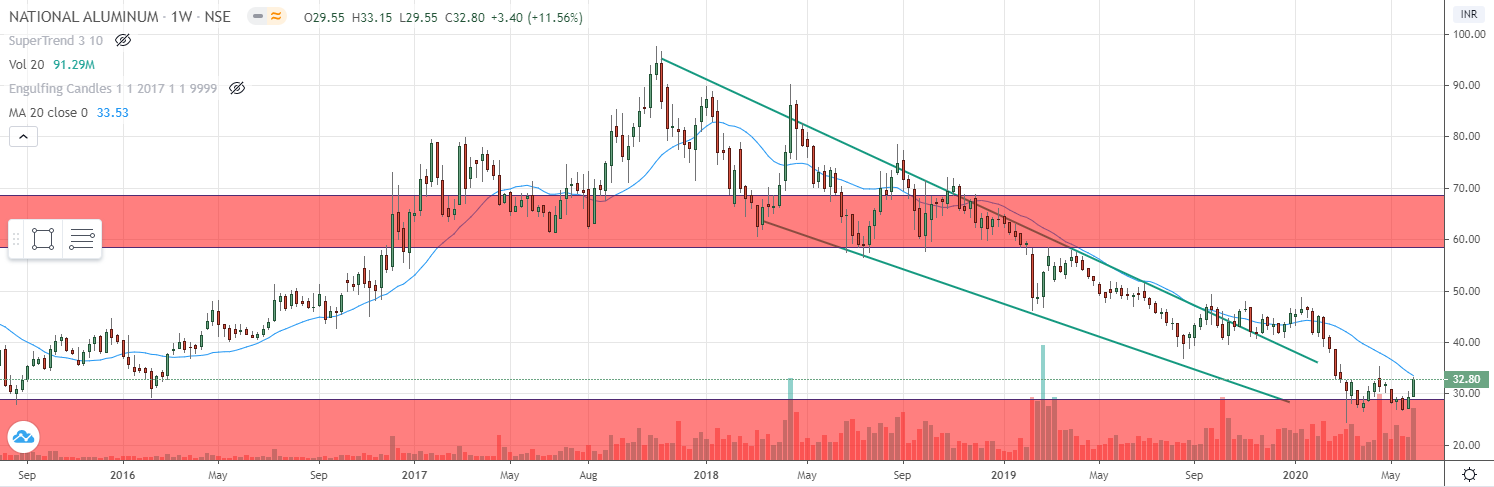 NATIONAL ALUMINUM · 1W · NSE O29.55 H33.15 L29.55 C32.80 +3.40 (+11.56%) INR
SuperTrend 3 10
Vol 20 91.29M
Engulfing Candles 1 1 2017 1 1 9999
MA 20 close 0 33.53
100.00
90.00
80.00
70.00
60.00
50.00
40.00
32.80
30.00
20.00
Sep 2016 May Sep 2017 May Aug 2018 May Sep 2019 May Sep 2020 May